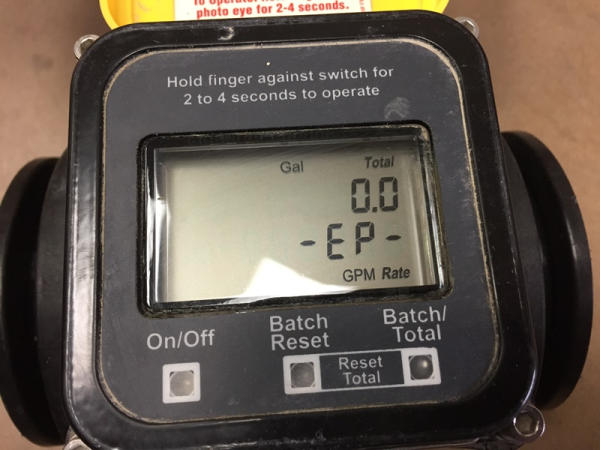 photo eye for 2-4 seconds.
Hold finger against switch for
2 to 4 seconds to operate
Gal Total
0.0
-EP-
GPM Rate
On/Off
Batch
Reset
Batch/
Total
Reset
Total